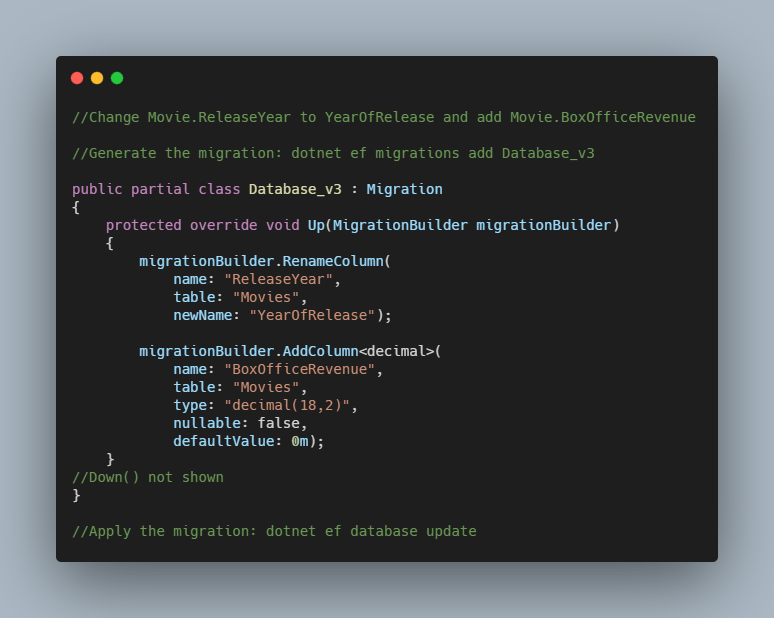 //Change Movie.ReleaseYear to YearOfRelease and add Movie.BoxOfficeRevenue
//Generate the migration: dotnet ef migrations add Database_v3
public partial class Database_v3 : Migration
{
    protected override void Up(MigrationBuilder migrationBuilder)
    {
        migrationBuilder.RenameColumn(
            name: "ReleaseYear",
            table: "Movies",
            newName: "YearOfRelease");
        migrationBuilder.AddColumn<decimal>(
            name: "BoxOfficeRevenue",
            table: "Movies",
            type: "decimal(18,2)",
            nullable: false,
            defaultValue: 0m);
    }
//Down() not shown
}
//Apply the migration: dotnet ef database update